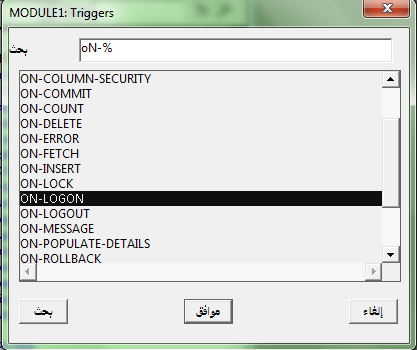 MODULE1: Triggers
بحث
oN-%
ON-COLUMN-SECURITY
ON-COMMIT
ON-COUNT
ON-DELETE
ON-ERROR
ON-FETCH
ON-INSERT
ON-LOCK
ON-LOGON
ON-LOGOUT
ON-MESSAGE
ON-POPULATE-DETAILS
ON-ROLLBACK
بحث موافق إلغاء